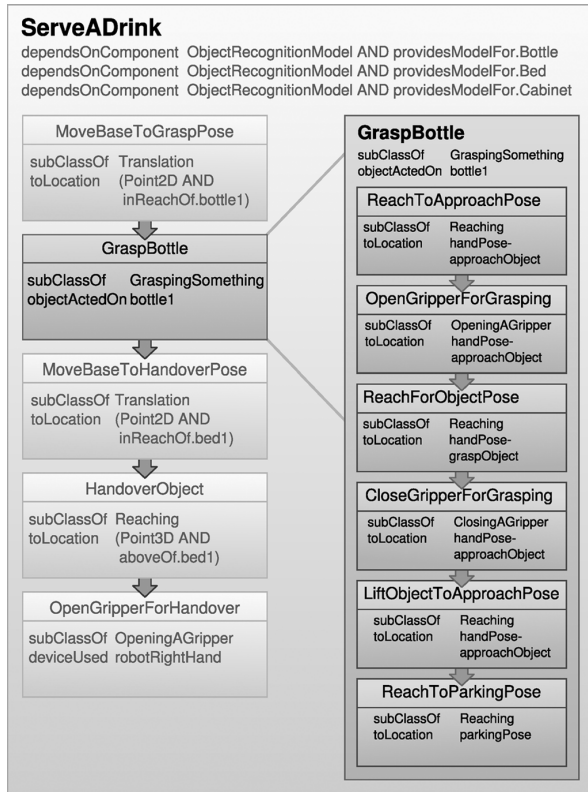 ServeADrink
dependsOnComponent ObjectRecognitionModel AND providesModelFor.Bottle
dependsOnComponent ObjectRecognitionModel AND providesModelFor.Bed
dependsOnComponent ObjectRecognitionModel AND providesModelFor.Cabinet
MoveBaseToGraspPose
subClassOf Translation
toLocation (Point2D AND
inReachOf.bottle1)
GraspBottle
subClassOf GraspingSomething
objectActedOn bottle1
MoveBaseToHandoverPose
subClassOf Translation
toLocation (Point2D AND
inReachOf.bed1)
HandoverObject
subClassOf Reaching
toLocation (Point3D AND
aboveOf.bed1)
OpenGripperForHandover
subClassOf OpeningAGripper
deviceUsed robotRightHand
GraspBottle
subClassOf GraspingSomething
objectActedOn bottle1
ReachToApproachPose
subClassOf Reaching
toLocation handPose-
approachObject
OpenGripperForGrasping
subClassOf OpeningAGripper
toLocation handPose-
approachObject
ReachForObjectPose
subClassOf Reaching
toLocation handPose-
graspObject
CloseGripperForGrasping
subClassOf ClosingAGripper
toLocation handPose-
approachObject
LiftObjectToApproachPose
subClassOf Reaching
toLocation handPose-
approachObject
ReachToParkingPose
subClassOf Reaching
toLocation parkingPose